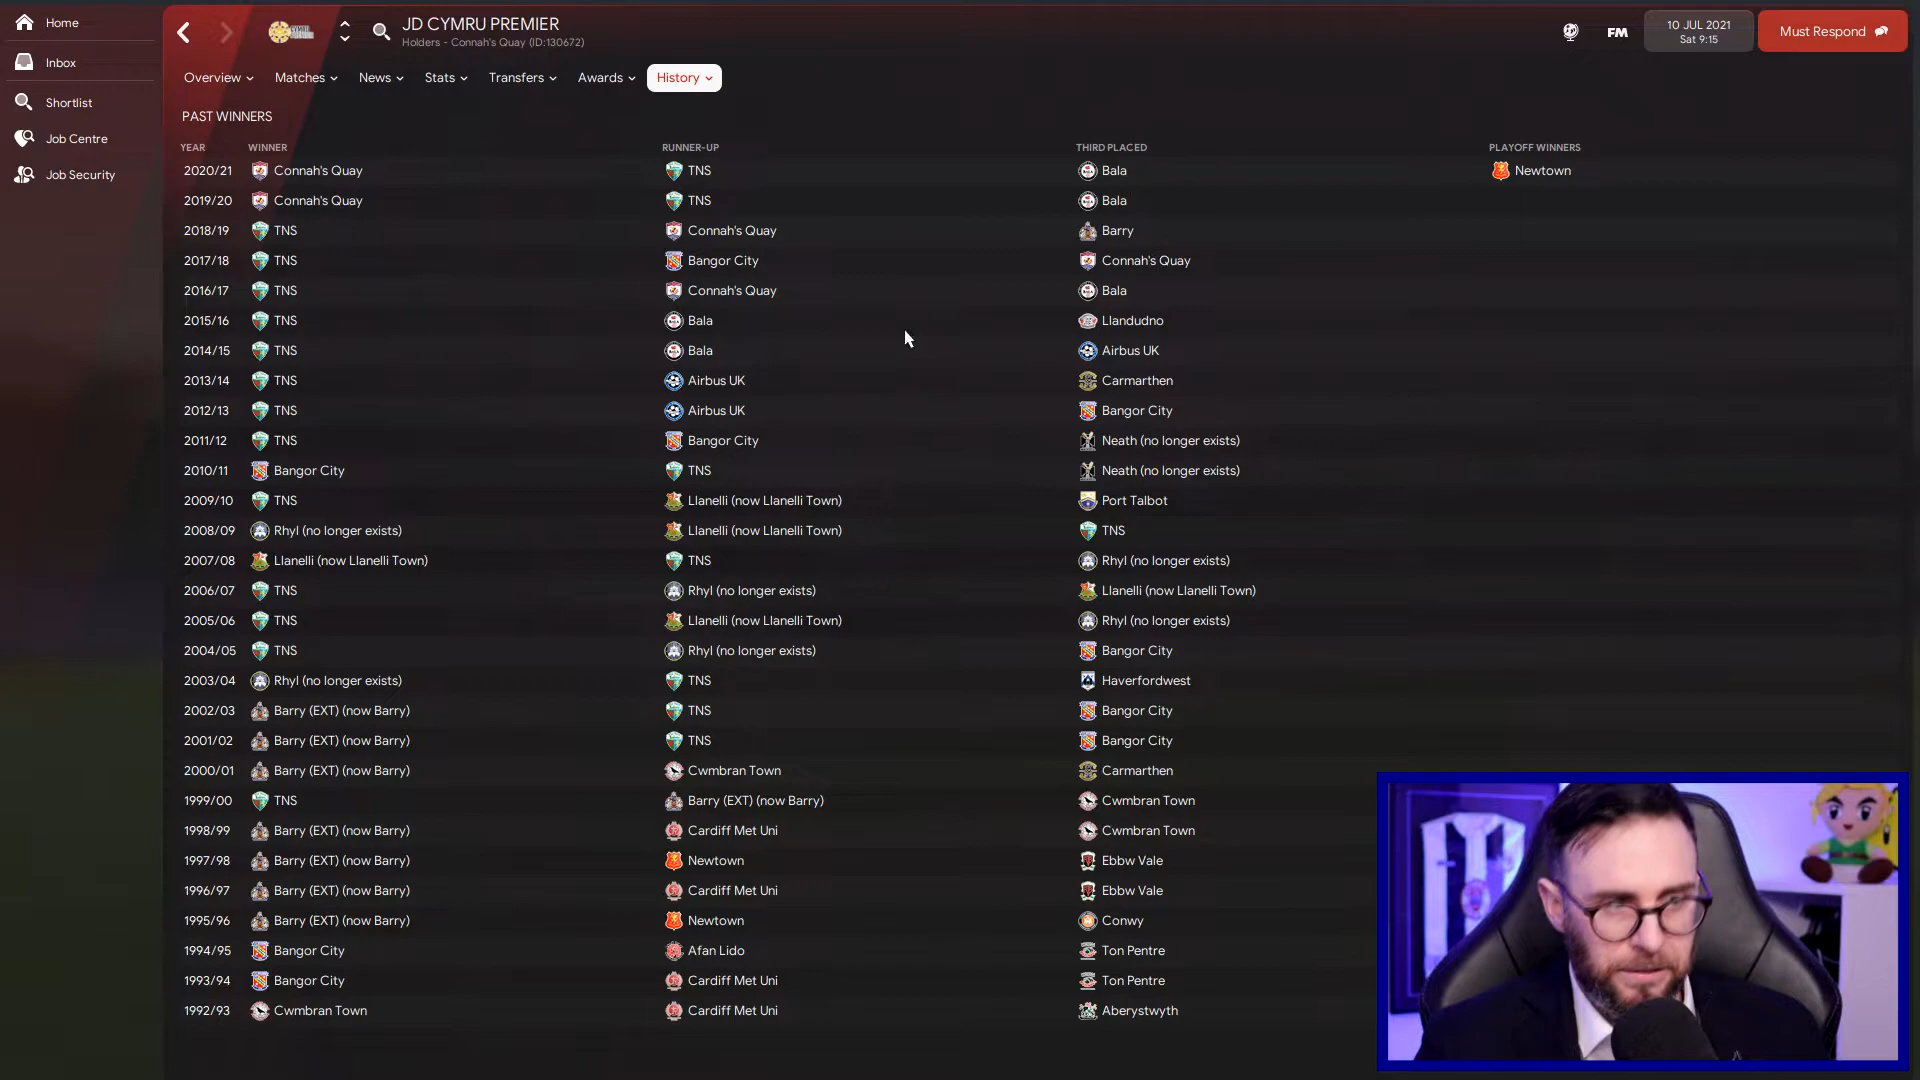 Home
Inbox
Shortlist
Job Centre
Job Security
JD CYMRU PREMIER
Holders - Connah's Quay (ID:130672)
FM
10 JUL 2021
Sat 9:15
Must Respond
Overview Matches News Stats Transfers Awards History
PAST WINNERS
YEAR WINNER RUNNER-UP THIRD PLACED PLAYOFF WINNERS
2020/21 Connah's Quay TNS Bala Newtown
2019/20 Connah's Quay TNS Bala
2018/19 TNS Connah's Quay Barry
2017/18 TNS Bangor City Connah's Quay
2016/17 TNS Connah's Quay Bala
2015/16 TNS Bala Llandudno
2014/15 TNS Bala Airbus UK
2013/14 TNS Airbus UK Carmarthen
2012/13 TNS Airbus UK Bangor City
2011/12 TNS Bangor City Neath (no longer exists)
2010/11 Bangor City TNS Neath (no longer exists)
2009/10 TNS Llanelli (now Llanelli Town) Port Talbot
2008/09 Rhyl (no longer exists) Llanelli (now Llanelli Town) TNS
2007/08 Llanelli (now Llanelli Town) TNS Rhyl (no longer exists)
2006/07 TNS Rhyl (no longer exists) Llanelli (now Llanelli Town)
2005/06 TNS Llanelli (now Llanelli Town) Rhyl (no longer exists)
2004/05 TNS Rhyl (no longer exists) Bangor City
2003/04 Rhyl (no longer exists) TNS Haverfordwest
2002/03 Barry (EXT) (now Barry) TNS Bangor City
2001/02 Barry (EXT) (now Barry) TNS Bangor City
2000/01 Barry (EXT) (now Barry) Cwmbran Town Carmarthen
1999/00 TNS Barry (EXT) (now Barry) Cwmbran Town
1998/99 Barry (EXT) (now Barry) Cardiff Met Uni Cwmbran Town
1997/98 Barry (EXT) (now Barry) Newtown Ebbw Vale
1996/97 Barry (EXT) (now Barry) Cardiff Met Uni Ebbw Vale
1995/96 Barry (EXT) (now Barry) Newtown Conwy
1994/95 Bangor City Afan Lido Ton Pentre
1993/94 Bangor City Cardiff Met Uni Ton Pentre
1992/93 Cwmbran Town Cardiff Met Uni Aberystwyth